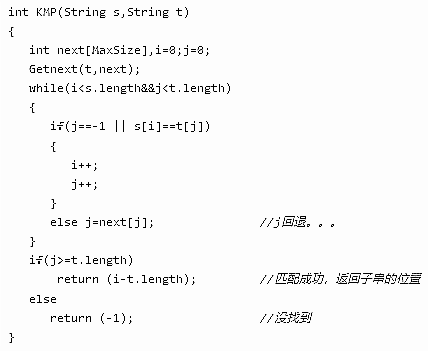 int KMP(String s,String t)
{
   int next[MaxSize],i=0;j=0;
   Getnext(t,next);
   while(i<s.length&&j<t.length)
   {
      if(j==-1 || s[i]==t[j])
      {
         i++;
         j++;
      }
      else j=next[j];               //j回退。。。
   }
   if(j>=t.length)
       return (i-t.length);         //匹配成功，返回子串的位置
   else
      return (-1);                  //没找到
}